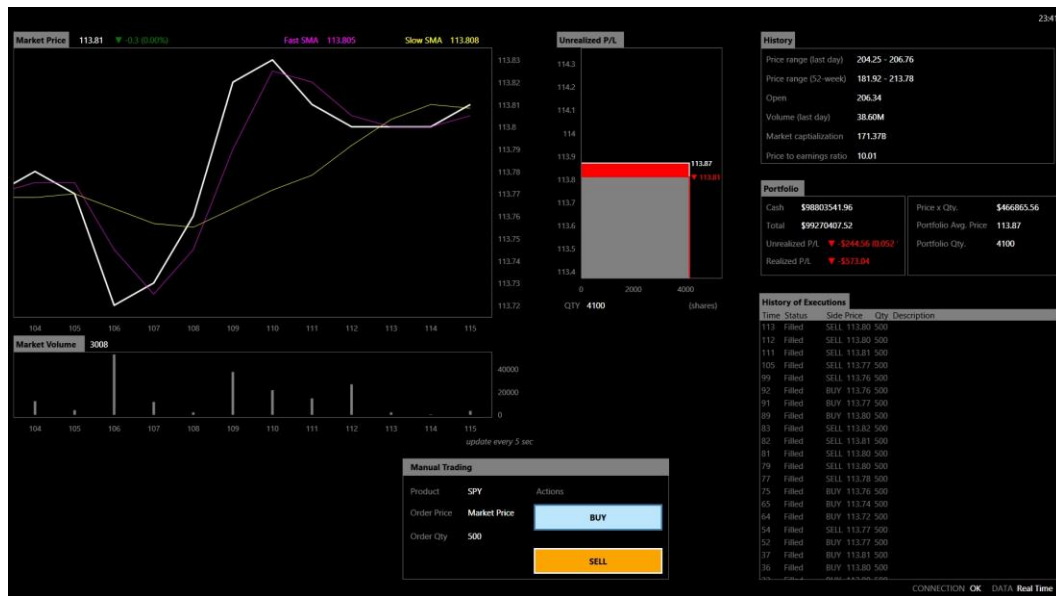 23:41
Market Price 113.81 ▼ -0.3 (0.00%) Fast SMA 113.805 Slow SMA 113.808
113.83
113.82
113.81
113.8
113.79
113.78
113.77
113.76
113.75
113.74
113.73
113.72
104 105 106 107 108 109 110 111 112 113 114 115
Market Volume 3008
40000
20000
0
104 105 106 107 108 109 110 111 112 113 114 115
update every 5 sec
Unrealized P/L
114.3
114.2
114.1
114
113.9
113.8
113.7
113.6
113.5
113.4
113.87
▼ 113.81
0 2000 4000
QTY 4100 (shares)
History
Price range (last day) 204.25 - 206.76
Price range (52-week) 181.92 - 213.78
Open 206.34
Volume (last day) 38.60M
Market captialization 171.378
Price to earnings ratio 10.01
Portfolio
Cash $98803541.96
Total $99270407.52
Unrealized P/L ▼ -$244.56 (0.052
Realized P/L ▼ -$573.04
Price x Qty. $466865.56
Portfolio Avg. Price 113.87
Portfolio Qty. 4100
History of Executions
Time Status Side Price Qty Description
113 Filled SELL 113.80 500
112 Filled SELL 113.80 500
111 Filled SELL 113.81 500
105 Filled SELL 113.77 500
99 Filled SELL 113.76 500
92 Filled BUY 113.76 500
91 Filled BUY 113.77 500
89 Filled BUY 113.80 500
83 Filled SELL 113.82 500
82 Filled SELL 113.81 500
81 Filled SELL 113.80 500
79 Filled SELL 113.80 500
77 Filled SELL 113.78 500
75 Filled BUY 113.76 500
65 Filled BUY 113.74 500
64 Filled BUY 113.72 500
54 Filled SELL 113.77 500
52 Filled BUY 113.77 500
37 Filled BUY 113.81 500
36 Filled BUY 113.80 500
Manual Trading
Product SPY Actions
Order Price Market Price
BUY
Order Qty 500
SELL
CONNECTION OK DATA Real Time